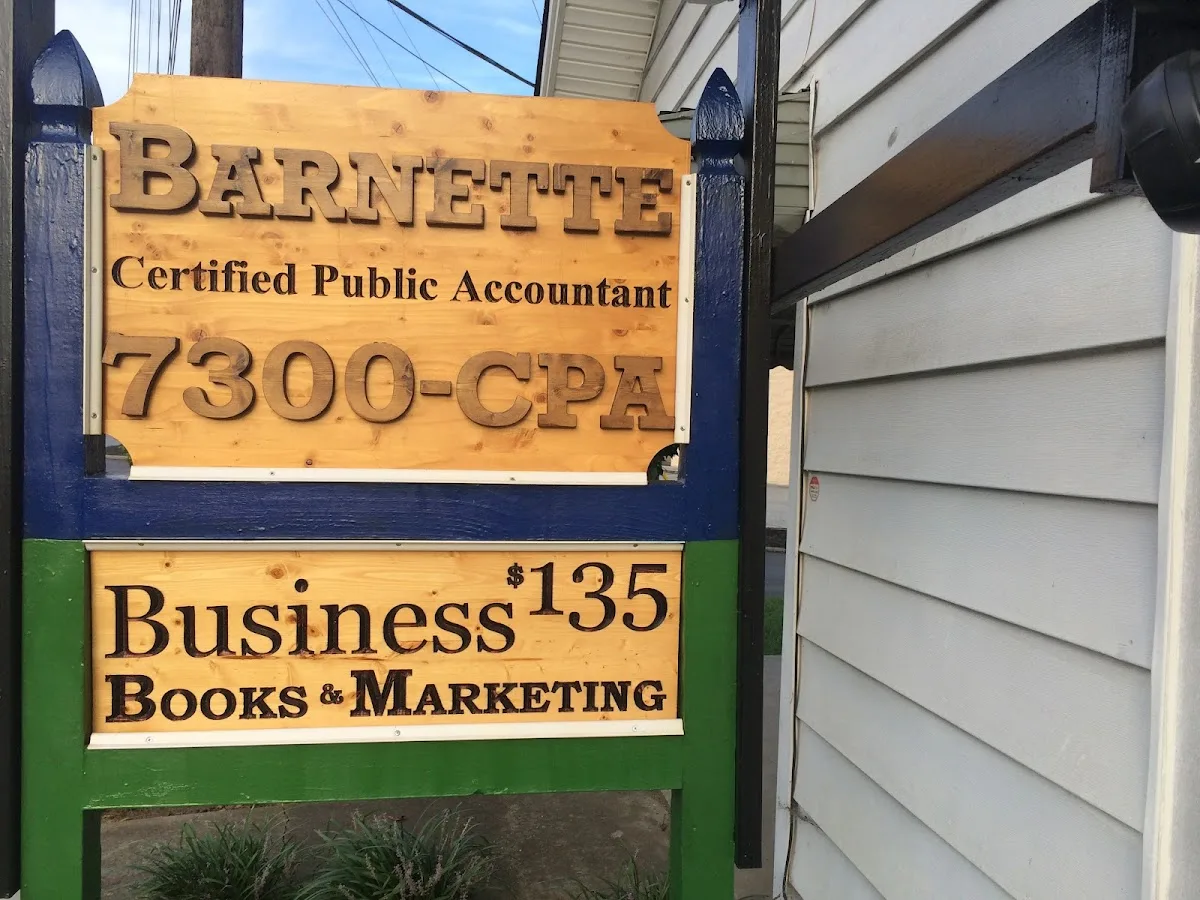 BARNETTE
Certified Public Accountant
7300-CPA
Business $135
BOOKS & MARKETING